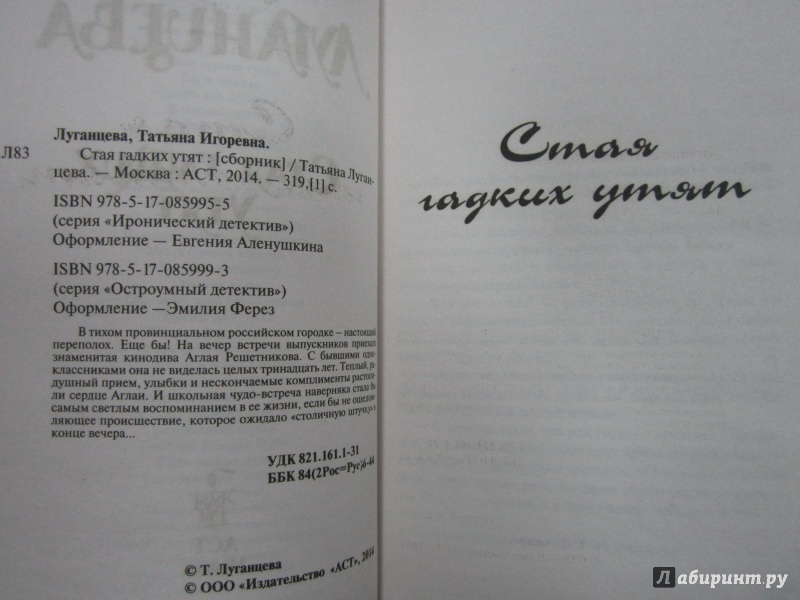 ЛУГАНЦЕВА
Луганцева, Татьяна Игоревна.
Л83
Стая гадких утят : [сборник] / Татьяна Луган-
цева. — Москва : АСТ, 2014. — 319,[1] с.
ISBN 978-5-17-085995-5
(серия «Иронический детектив»)
Оформление — Евгения Аленушкина
ISBN 978-5-17-085999-3
(серия «Остроумный детектив»)
Оформление —Эмилия Ферез
В тихом провинциальном российском городке – настоящий
переполох. Еще бы! На вечер встречи выпускников приехала
знаменитая кинодива Аглая Решетникова. С бывшими одно-
классниками она не виделась целых тринадцать лет. Теплый, ра-
душный прием, улыбки и нескончаемые комплименты растопи-
ли сердце Аглаи. И школьная чудо-встреча наверняка стала бы
самым светлым воспоминанием в ее жизни, если бы не ошелом-
ляющее происшествие, которое ожидало «столичную штучку» в
конце вечера...
УДК 821.161.1-31
ББК 84(2Рос=Рус)6-44
АСТ
© Т. Луганцева
© ООО «Издательство «АСТ», 2014
Стая
гадких утят
лабиринт.ру